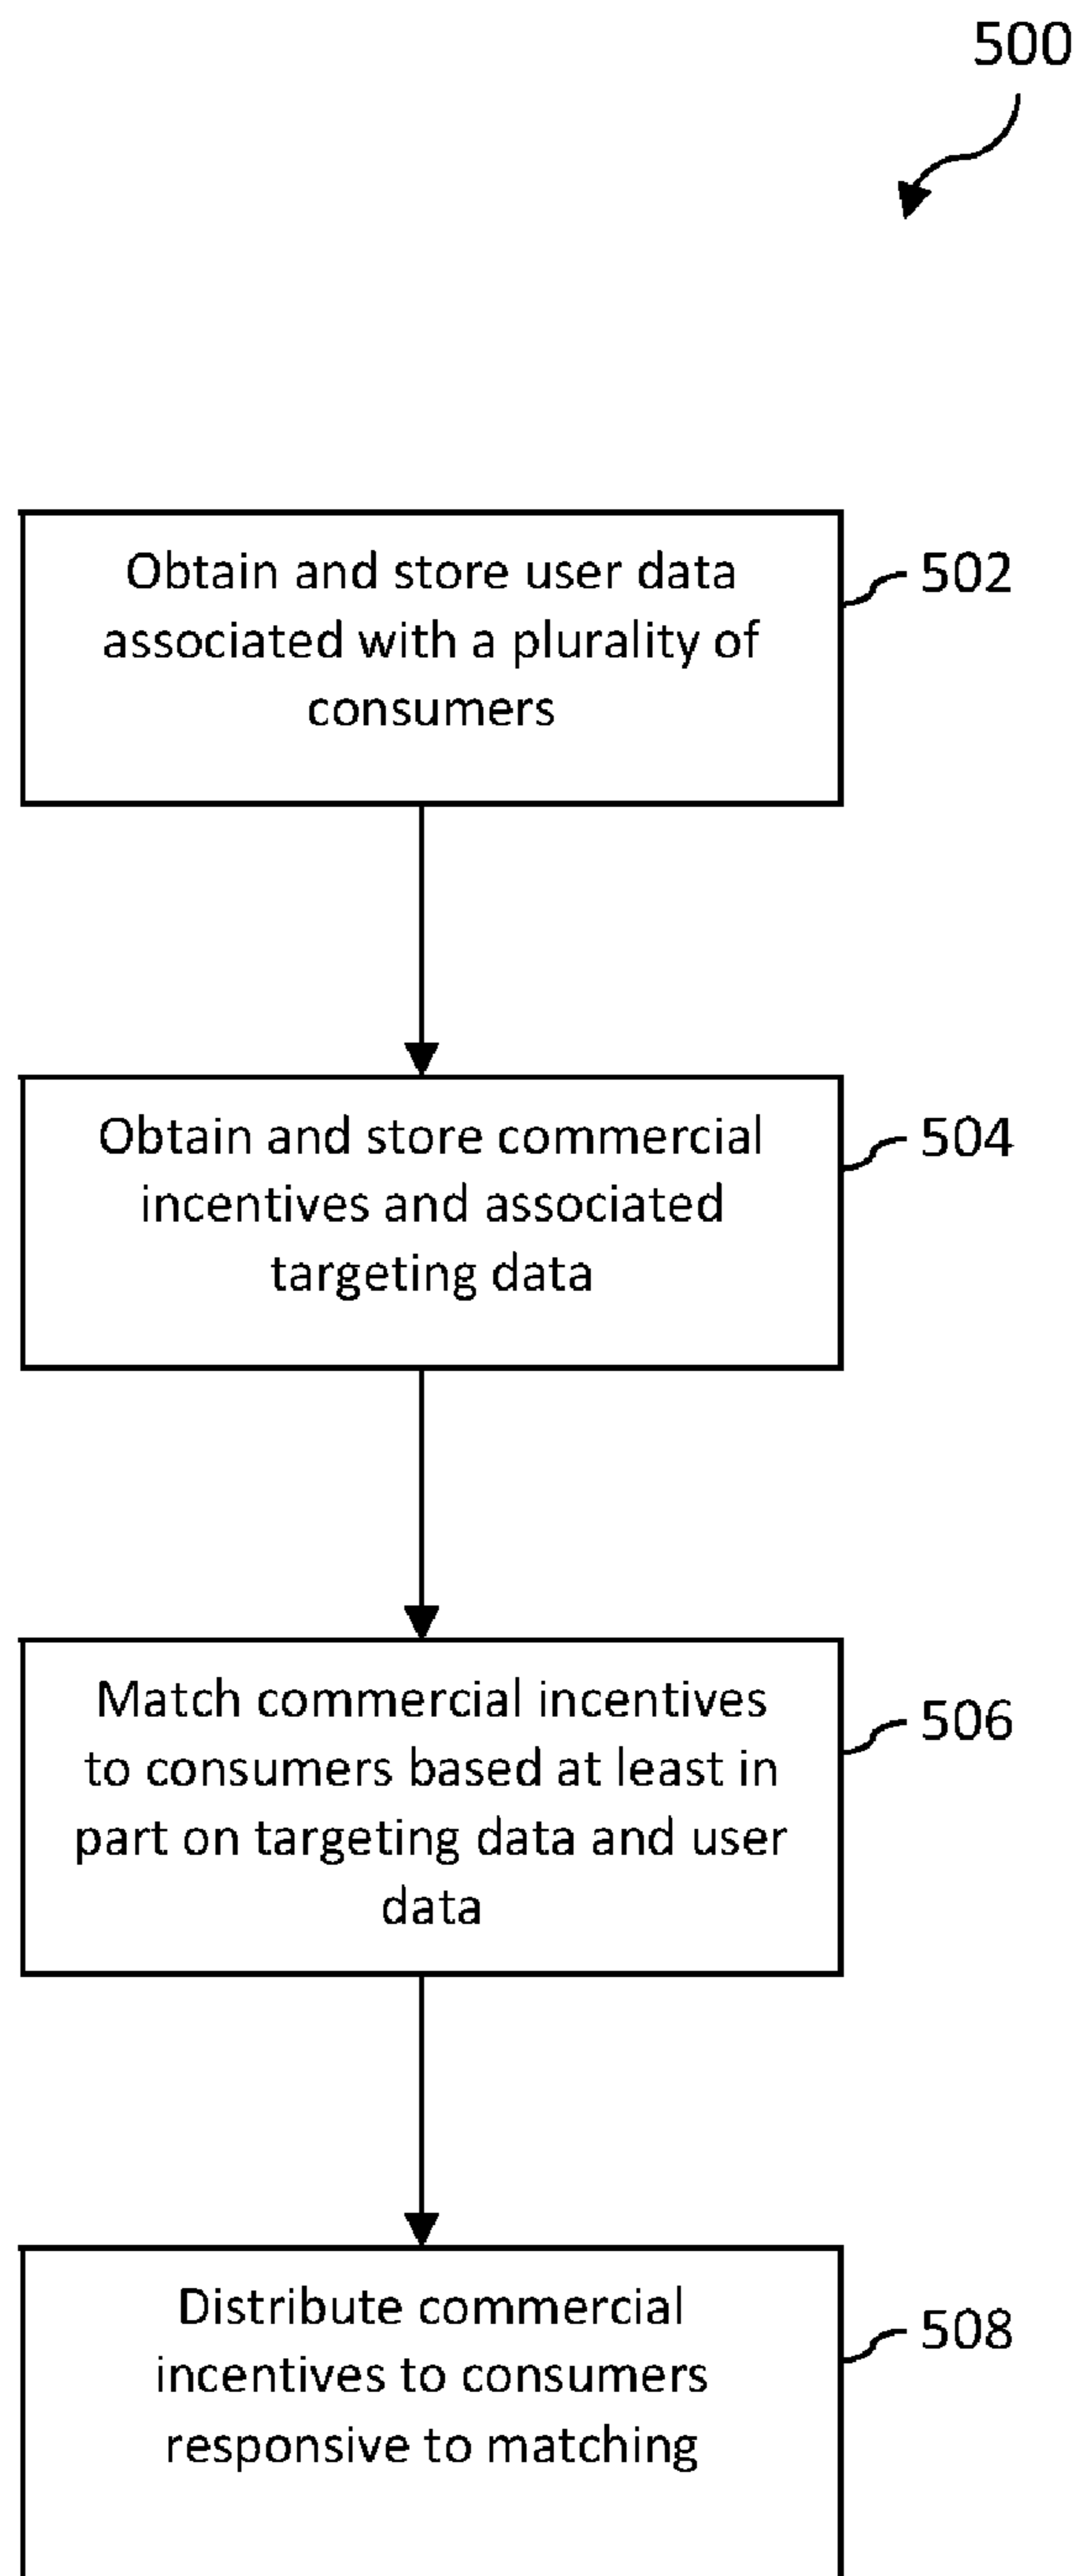 500
Obtain and store user data
associated with a plurality of
consumers
502
Obtain and store commercial
incentives and associated
targeting data
504
Match commercial incentives
to consumers based at least in
part on targeting data and user
data
506
Distribute commercial
incentives to consumers
responsive to matching
508